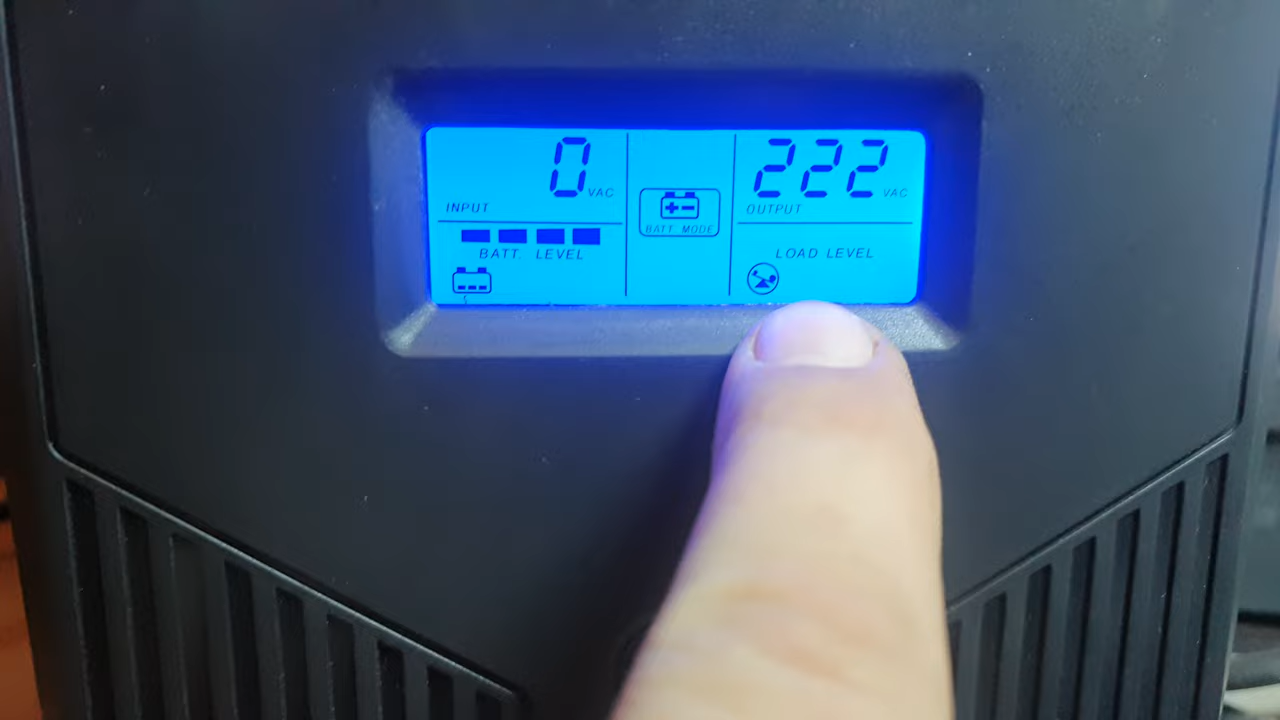 0 VAC
INPUT
BATT. LEVEL
BATT. MODE
222 VAC
OUTPUT
LOAD LEVEL